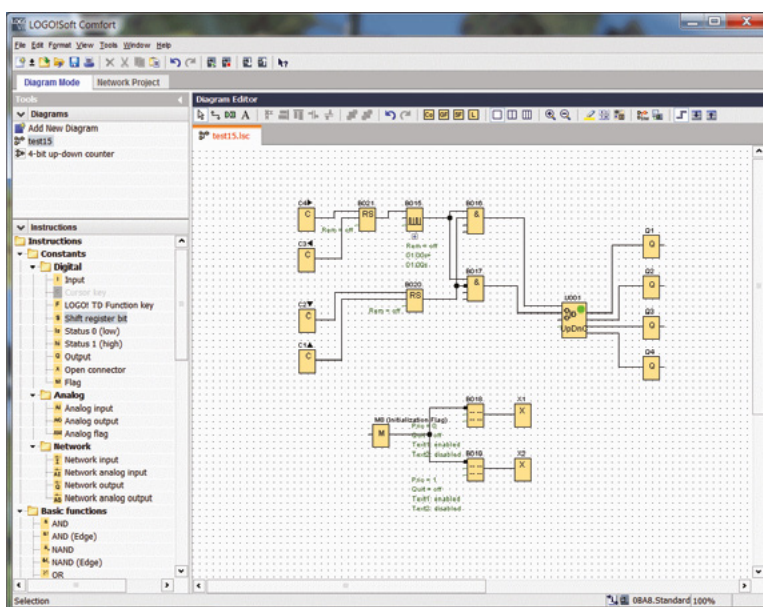 LOGO!Soft Comfort
File Edit Format View Tools Window Help
Diagram Mode Network Project
Tools
Diagrams
Add New Diagram
test15
4-bit up-down counter
Instructions
Instructions
Constants
Digital
Input
Cursor key
LOGO! TD Function key
Shift register bit
Status 0 (low)
Status 1 (high)
Output
Open connector
Flag
Analog
Analog input
Analog output
Analog flag
Network
Network input
Network analog input
Network output
Network analog output
Basic functions
AND
AND (Edge)
NAND
NAND (Edge)
OR
Selection
Diagram Editor
test15.lsc
C4 B021 B015 B016
C RS &
Rem = off
C3
C
Rem = off
01:00s+
01:00s
B017
&
C2 B020
C RS
Rem = off
C1
C
U001
UpDnC
Q1
Q
Q2
Q
Q3
Q
Q4
Q
M8 (Initialization Flag)
M
B018 X1
X
Prio = 0
Quit = off
Text1: enabled
Text2: disabled
B019 X2
X
Prio = 1
Quit = off
Text1: enabled
Text2: disabled
0BA8.Standard 100%